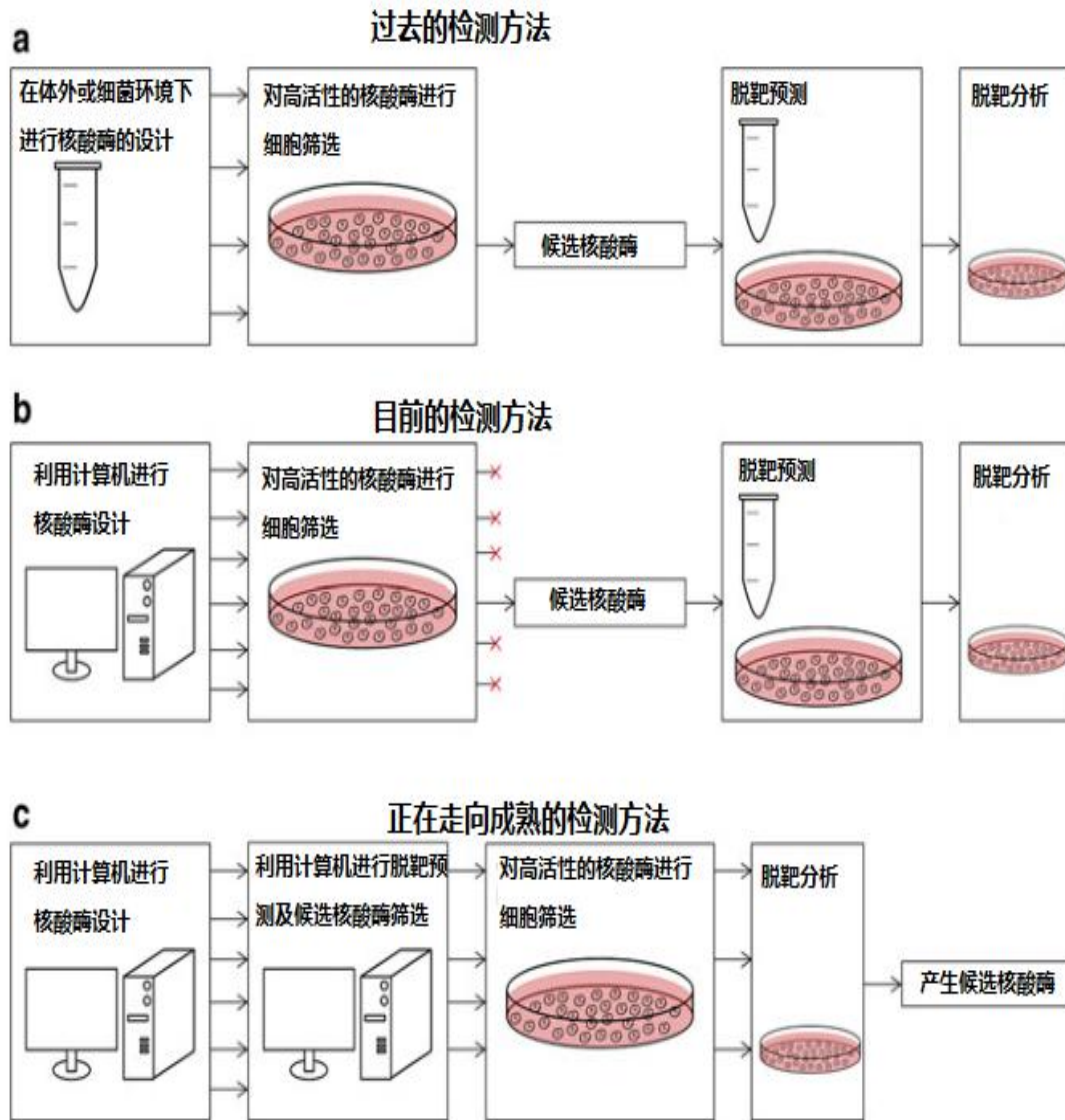 a
过去的检测方法
在体外或细菌环境下
进行核酸酶的设计
对高活性的核酸酶进行
细胞筛选
候选核酸酶
脱靶预测
脱靶分析
b
目前的检测方法
利用计算机进行
核酸酶设计
对高活性的核酸酶进行
细胞筛选
候选核酸酶
脱靶预测
脱靶分析
c
正在走向成熟的检测方法
利用计算机进行
核酸酶设计
利用计算机进行脱靶预
测及候选核酸酶筛选
对高活性的核酸酶进行
细胞筛选
脱靶分析
产生候选核酸酶